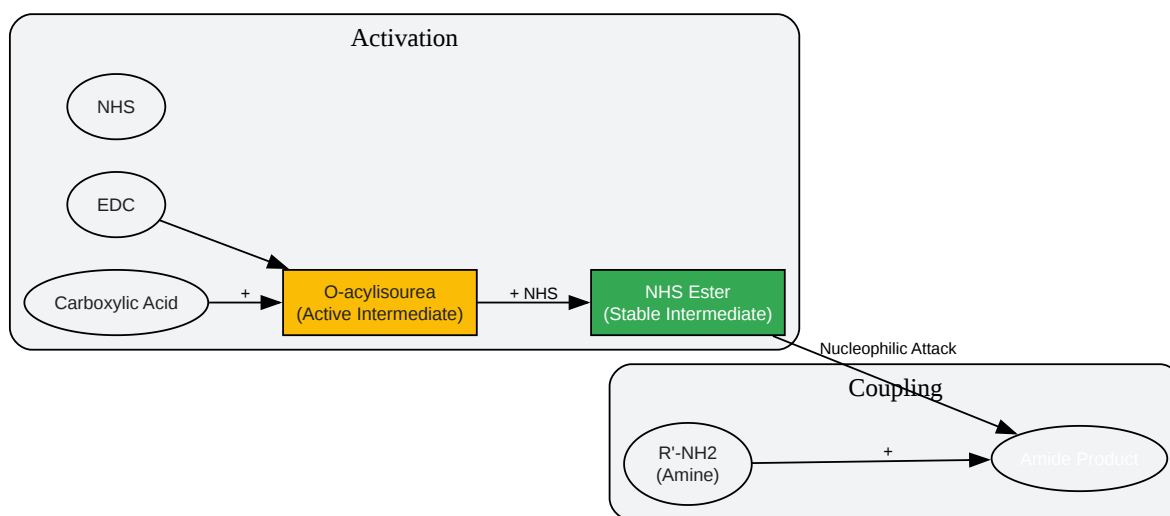 Activation
NHS
EDC
Carboxylic Acid
+
O-acylisourea
(Active Intermediate)
+ NHS
NHS Ester
(Stable Intermediate)
Nucleophilic Attack
Coupling
R'-NH2
(Amine)
+
Amide Product